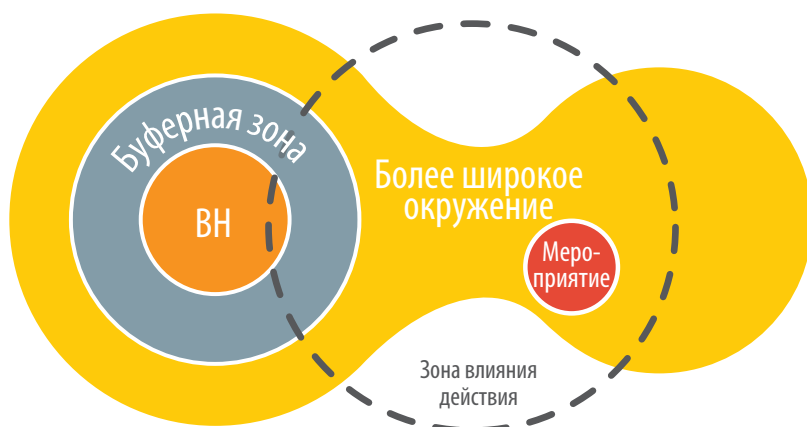 Буферная зона
ВН
Более широкое
окружение
Меро-
приятие
Зона влияния
действия